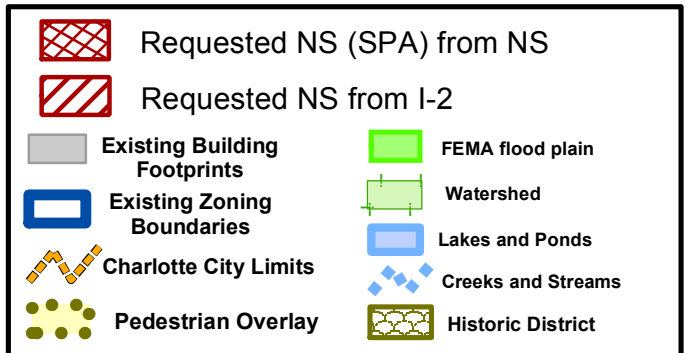 Requested NS (SPA) from NS
Requested NS from I-2
Existing Building
Footprints
Existing Zoning
Boundaries
Charlotte City Limits
Pedestrian Overlay
FEMA flood plain
Watershed
Lakes and Ponds
Creeks and Streams
Historic District